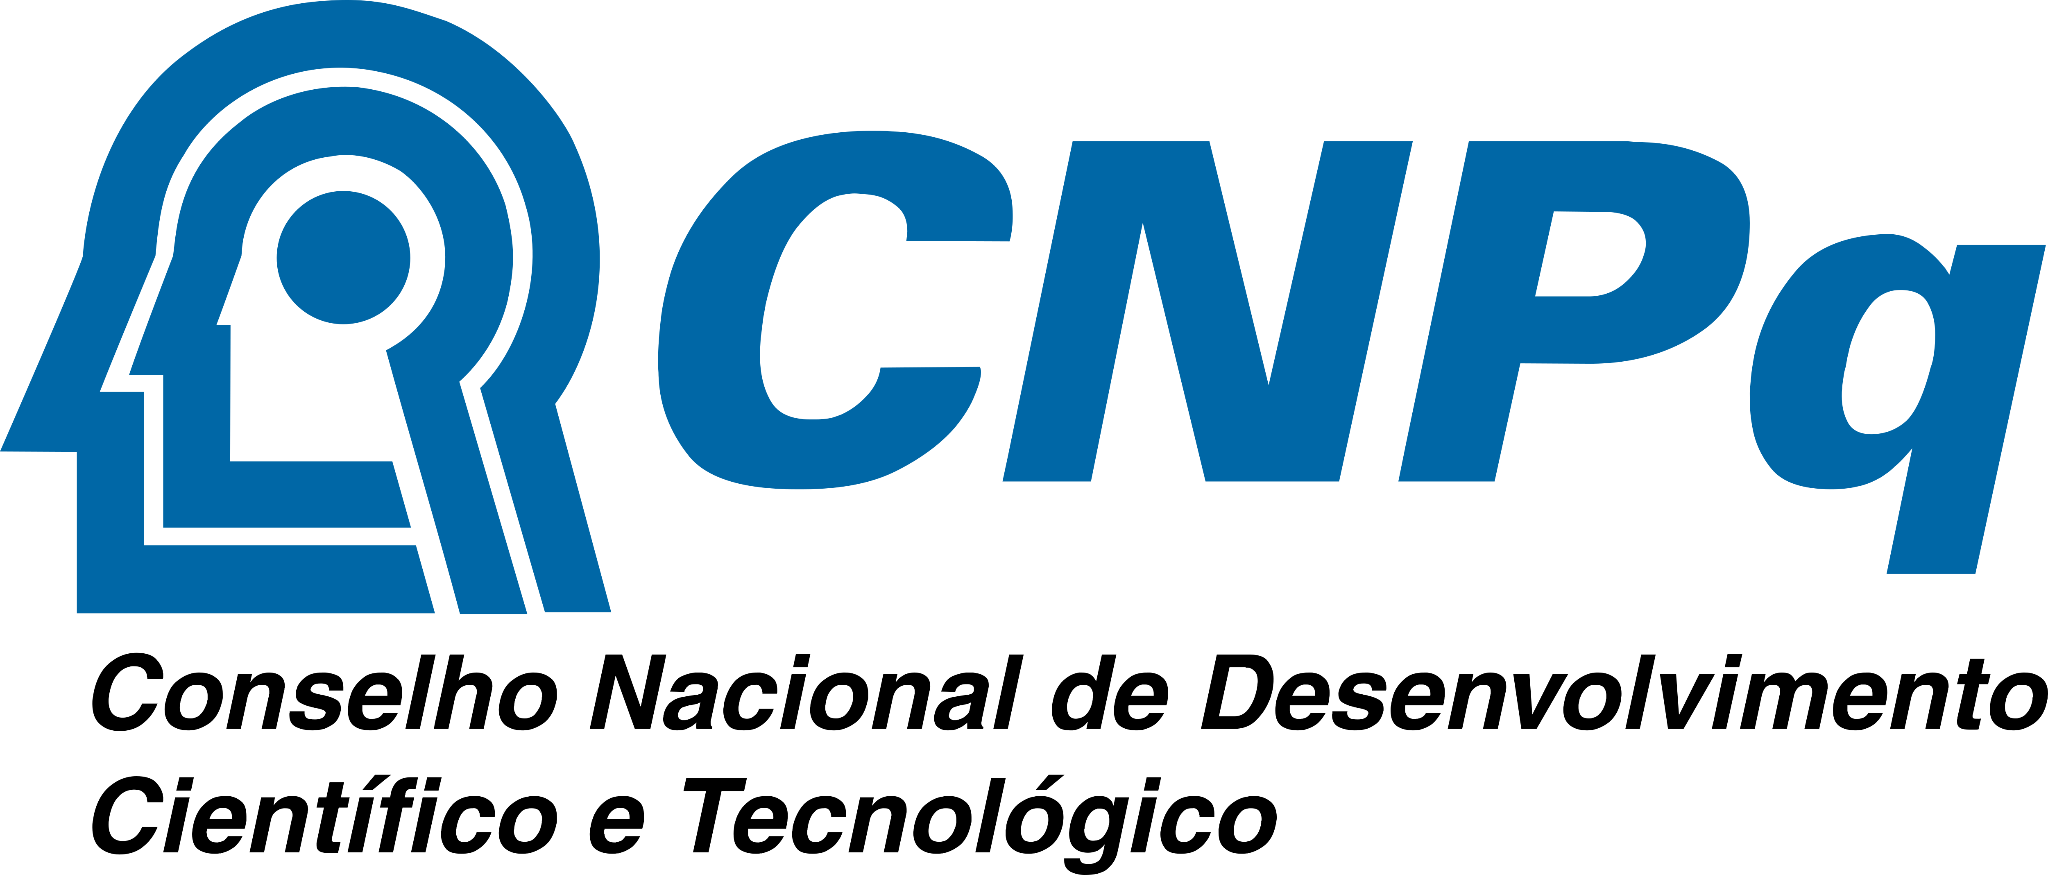 CNPq
Conselho Nacional de Desenvolvimento
Científico e Tecnológico